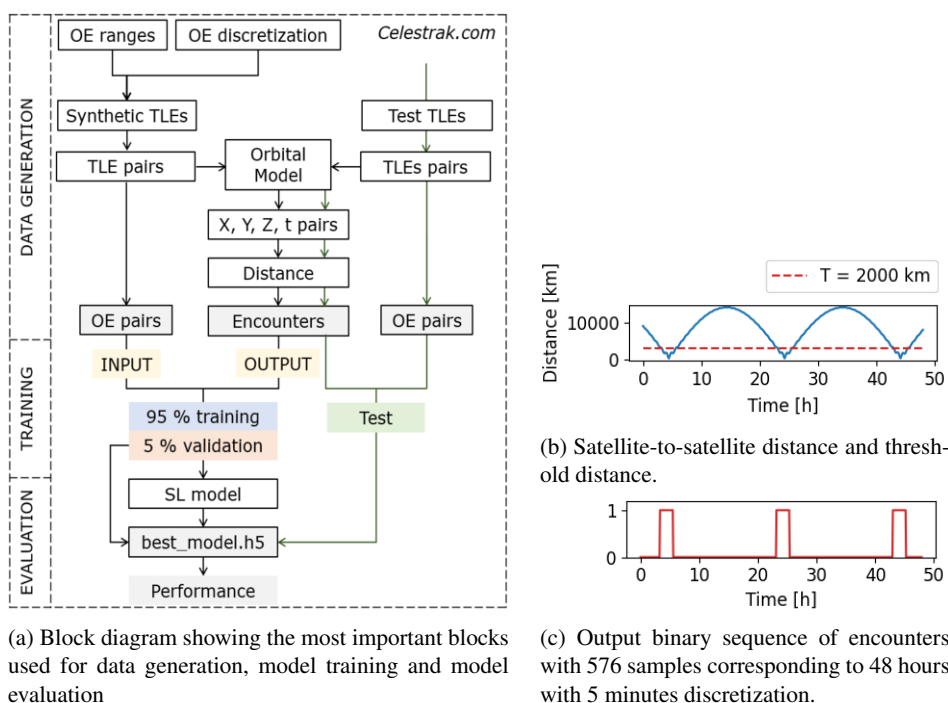 OE ranges
OE discretization
Celestrak.com
Synthetic TLEs
Test TLEs
TLE pairs
Orbital
Model
TLEs pairs
X, Y, Z, t pairs
Distance
OE pairs
Encounters
OE pairs
DATA GENERATION
INPUT
OUTPUT
95 % training
5 % validation
Test
TRAINING
SL model
best_model.h5
Performance
EVALUATION
(a) Block diagram showing the most important blocks
used for data generation, model training and model
evaluation
T = 2000 km
Distance [km]
10000
0
0 10 20 30 40 50
Time [h]
(b) Satellite-to-satellite distance and thresh-
old distance.
1
0
0 10 20 30 40 50
Time [h]
(c) Output binary sequence of encounters
with 576 samples corresponding to 48 hours
with 5 minutes discretization.